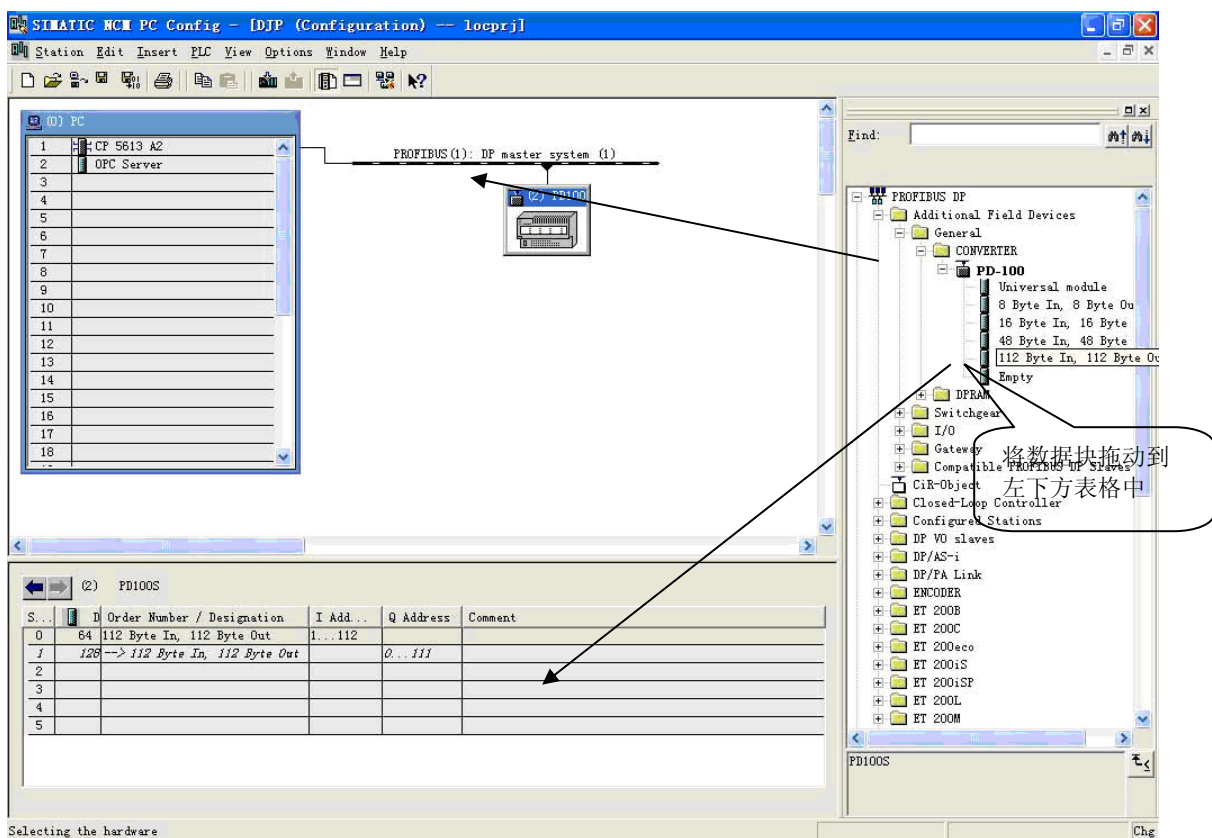 SIMATIC NCM PC Config - [DJP (Configuration) -- locprj]
Station Edit Insert PLC View Options Window Help
(0) PC
1 CP 5613 A2
2 OPC Server
3
4
5
6
7
8
9
10
11
12
13
14
15
16
17
18
PROFIBUS(1): DP master system (1)
(2) PD100
Find:
PROFIBUS DP
Additional Field Devices
General
CONVERTER
PD-100
Universal module
8 Byte In, 8 Byte Ou
16 Byte In, 16 Byte
48 Byte In, 48 Byte
112 Byte In, 112 Byte Ou
Empty
DPRAM
Switchgear
I/O
Gateway
Compatible PROFIBUS DP Slaves
CiR-Object
Closed-Loop Controller
Configured Stations
DP V0 slaves
DP/AS-i
DP/PA Link
ENCODER
ET 200B
ET 200C
ET 200eco
ET 200iS
ET 200iSP
ET 200L
ET 200M
将数据块拖动到
左下方表格中
PD100S
(2) PD100S
S... D Order Number / Designation I Add... Q Address Comment
0 64 112 Byte In, 112 Byte Out 1...112
1 128 --> 112 Byte In, 112 Byte Out 0...111
2
3
4
5
Selecting the hardware
Chg